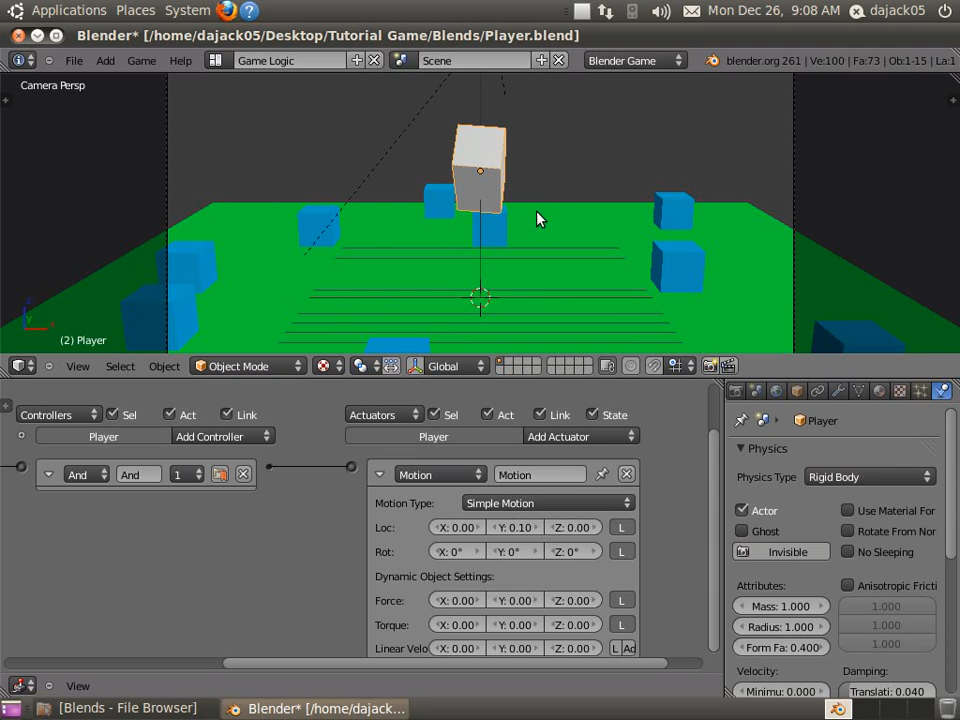 Applications Places System ? Mon Dec 26, 9:08 AM dajack05
Blender* [/home/dajack05/Desktop/Tutorial Game/Blends/Player.blend]
File Add Game Help Game Logic Scene Blender Game blender.org 261 | Ve:100 | Fa:73 | Ob:1-15 | La:1
Camera Persp
(2) Player
View Select Object Object Mode Global
Controllers Sel Act Link Actuators Sel Act Link State
Player Add Controller Player Add Actuator
And And 1 Motion Motion
Motion Type: Simple Motion
Loc: X: 0.00 Y: 0.10 Z: 0.00 L
Rot: X: 0° Y: 0° Z: 0° L
Dynamic Object Settings:
Force: X: 0.00 Y: 0.00 Z: 0.00 L
Torque: X: 0.00 Y: 0.00 Z: 0.00 L
Linear Velo X: 0.00 Y: 0.00 Z: 0.00 L Ad
View
Player
Physics
Physics Type Rigid Body
Actor Use Material For
Ghost Rotate From Nor
Invisible No Sleeping
Attributes: Anisotropic Fricti
Mass: 1.000 1.000
Radius: 1.000 1.000
Form Fa: 0.400 1.000
Velocity: Damping:
Minimu: 0.000 Translati: 0.040
[Blends - File Browser] Blender* [/home/dajack...